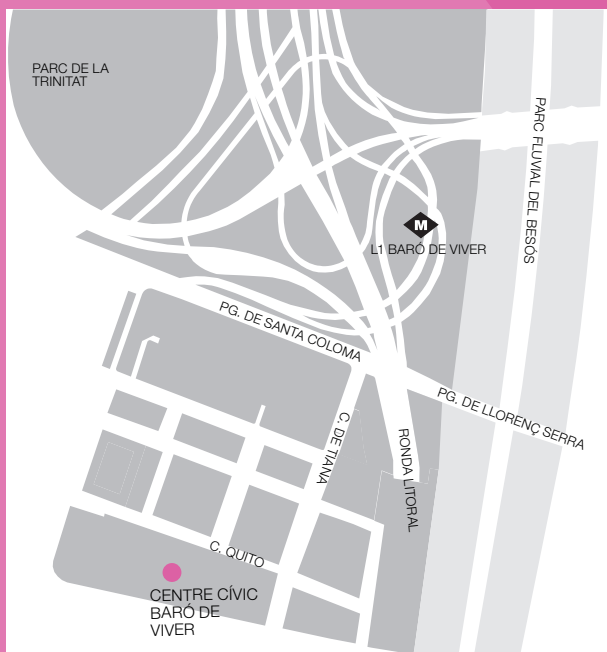 PARC DE LA
TRINITAT
PARC FLUVIAL DEL BESÓS
M
L1 BARÓ DE VIVER
PG. DE SANTA COLOMA
PG. DE LLORENÇ SERRA
C. DE TIANA
RONDA LITORAL
C. QUITO
CENTRE CÍVIC
BARÓ DE
VIVER